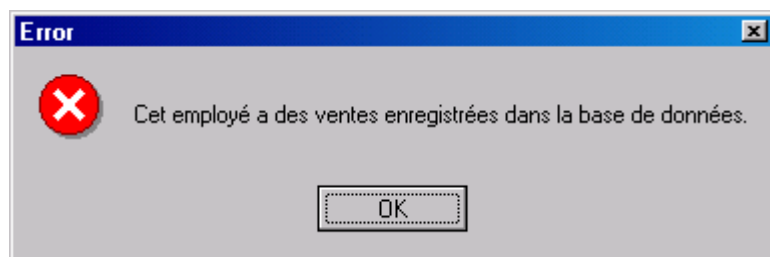 Error
Cet employé a des ventes enregistrées dans la base de données.
OK